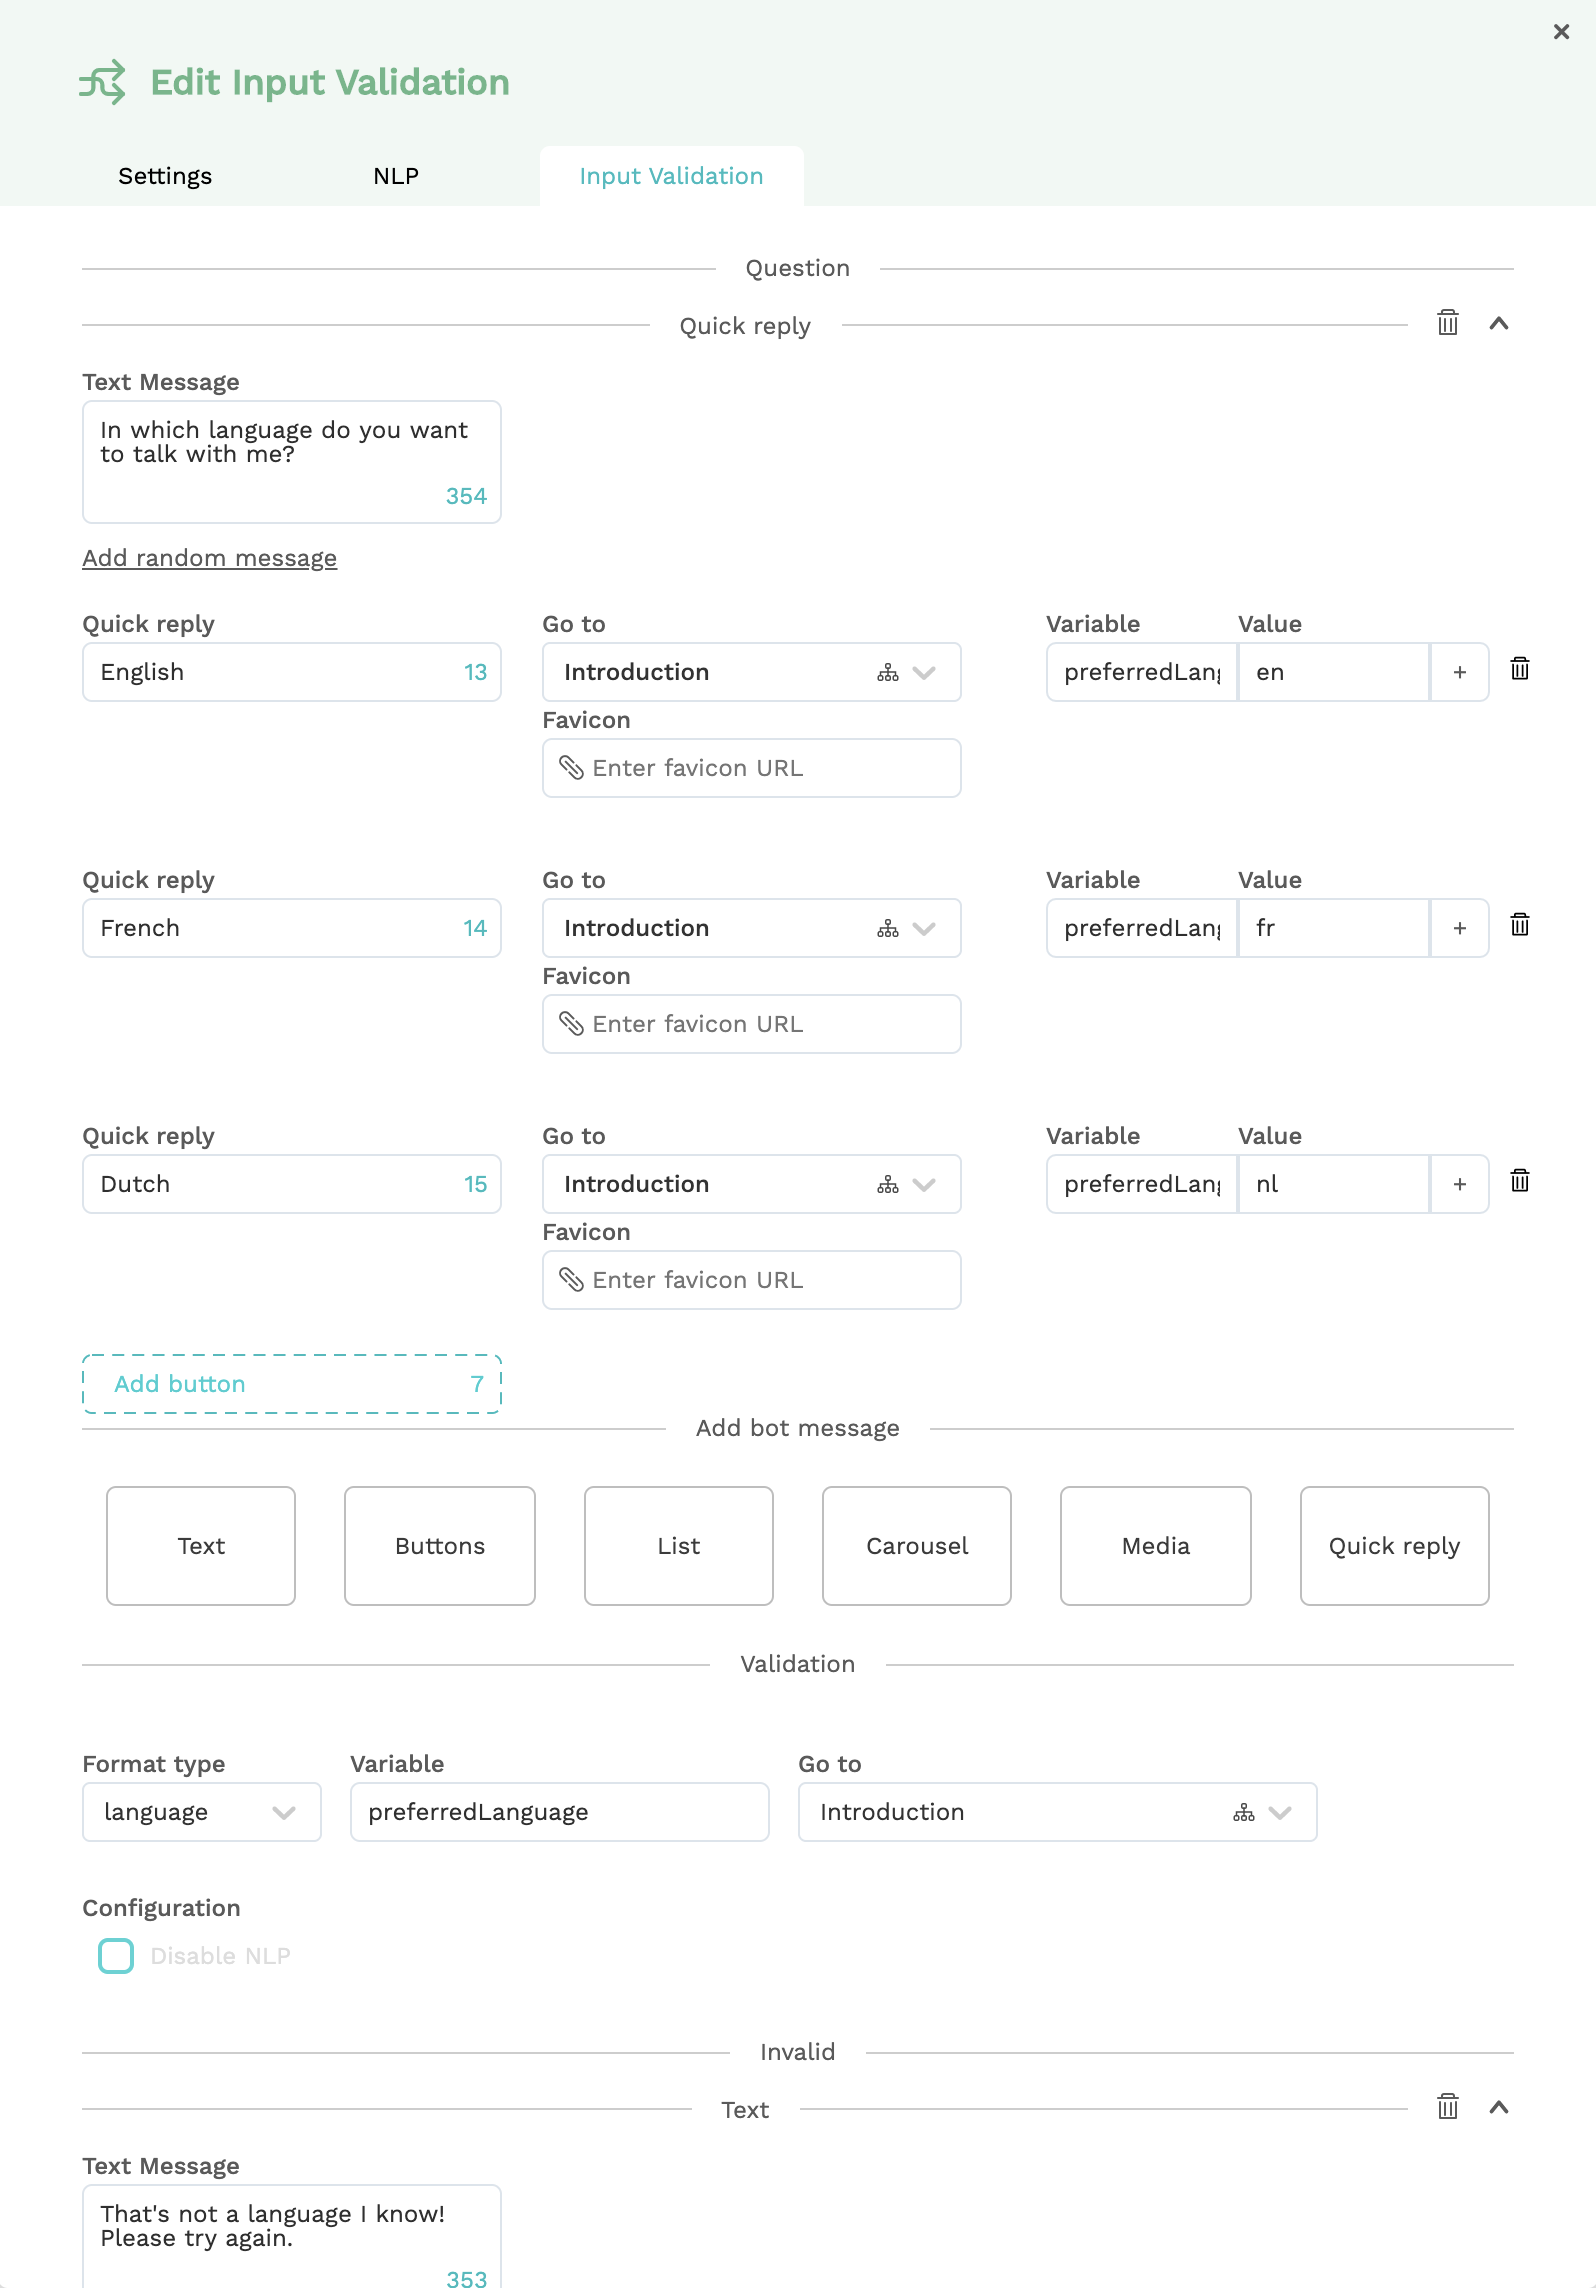 Edit Input Validation
Settings NLP Input Validation
Question
Quick reply
Text Message
In which language do you want
to talk with me?
354
Add random message
Quick reply Go to Variable Value
English 13 Introduction preferredLang en +
Favicon
Enter favicon URL
Quick reply Go to Variable Value
French 14 Introduction preferredLang fr +
Favicon
Enter favicon URL
Quick reply Go to Variable Value
Dutch 15 Introduction preferredLang nl +
Favicon
Enter favicon URL
Add button 7
Add bot message
Text Buttons List Carousel Media Quick reply
Validation
Format type Variable Go to
language preferredLanguage Introduction
Configuration
Disable NLP
Invalid
Text
Text Message
That's not a language I know!
Please try again.
353